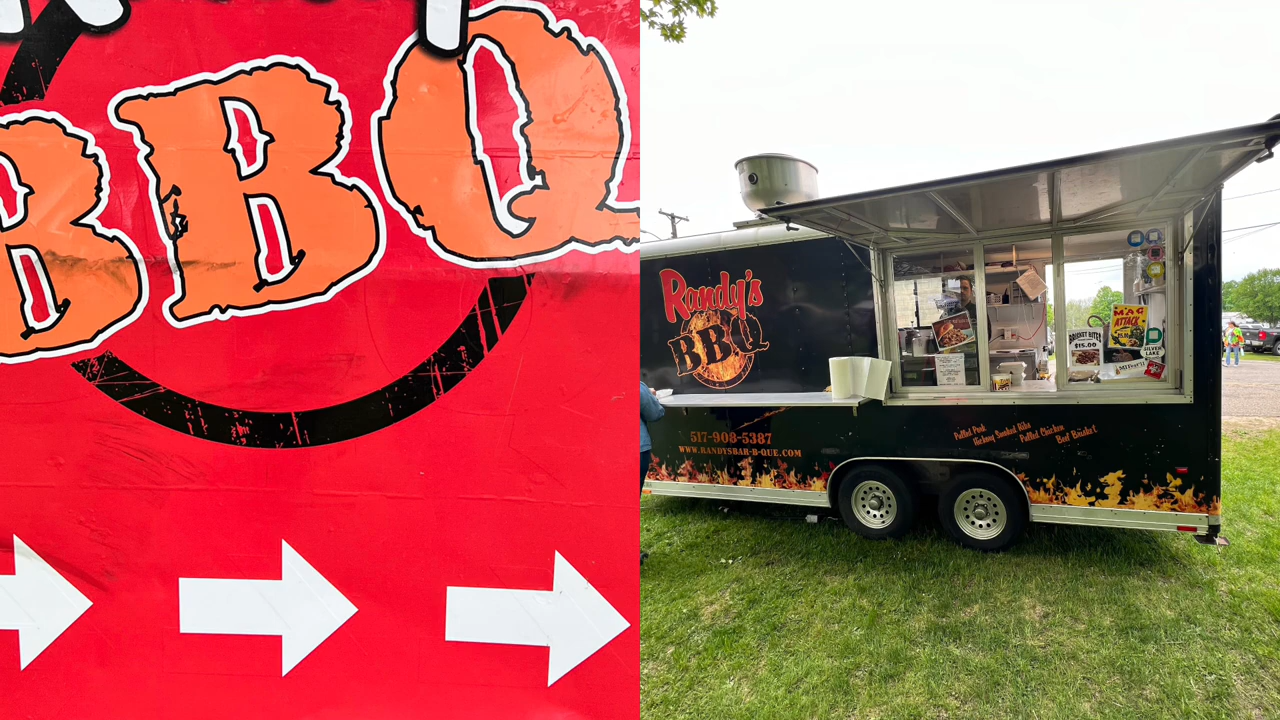 BBQ
Randy's
BBQ
517-908-5387
WWW.RANDYSBAR-B-QUE.COM
Pulled Pork
Hickory Smoked Ribs
Pulled Chicken
Beef Brisket
BRISKET BITES
$15.00
MAC
ATTACK
SILVER
LAKE